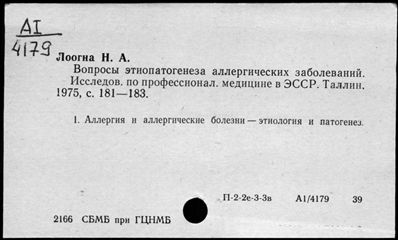 AI
4179
Лоогна Н. А.
Вопросы этиопатогенеза аллергических заболеваний.
Исследов. по профессионал. медицине в ЭССР. Таллин.
1975, с. 181—183.
1. Аллергия и аллергические болезни — этиология и патогенез.
П-2-2е-3-3в А1/4179 39
2166 СБМБ при ГЦНМБ